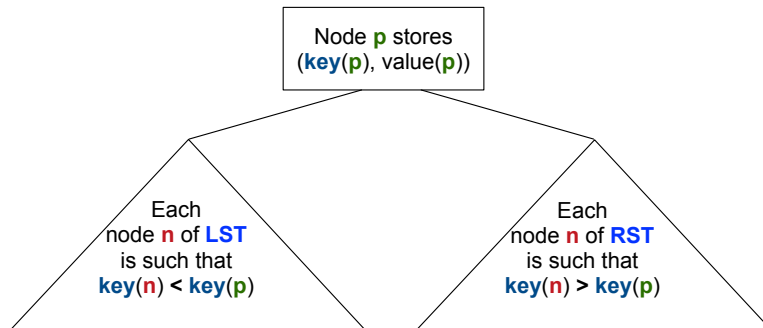 Node p stores
(key(p), value(p))
Each
node n of LST
is such that
key(n) < key(p)
Each
node n of RST
is such that
key(n) > key(p)